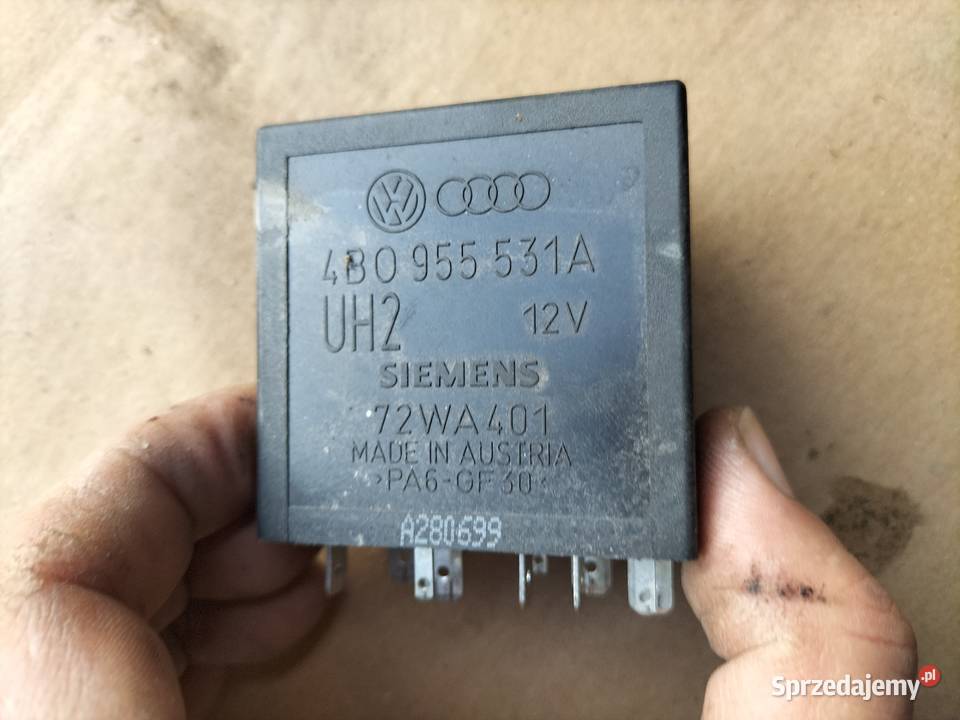 4B0 955 531A
UH2 12V
SIEMENS
72WA401
MADE IN AUSTRIA
>PA6-GF30<
A280699
Sprzedajemy.pl